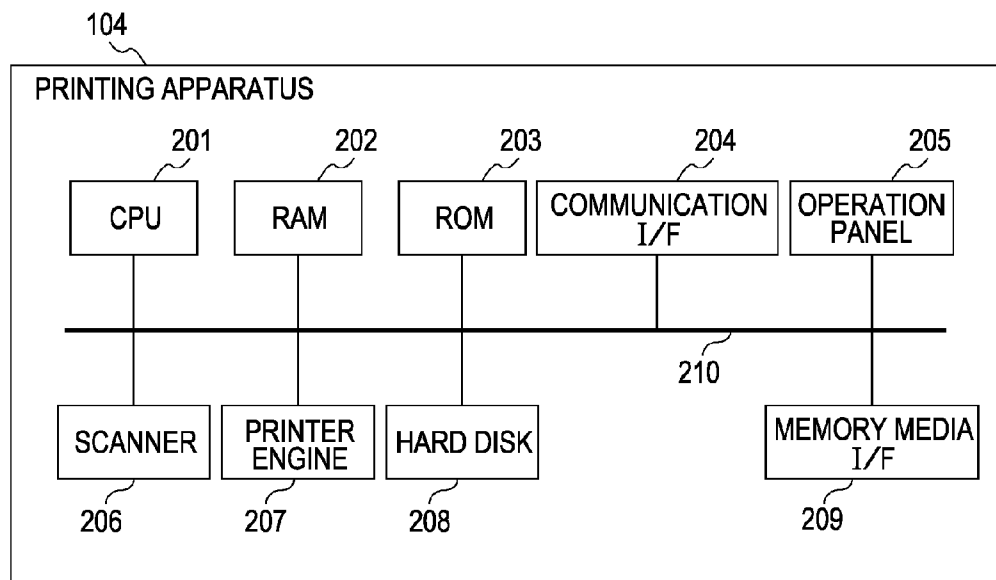 104
PRINTING APPARATUS
201
202
203
204
205
CPU
RAM
ROM
COMMUNICATION
I/F
OPERATION
PANEL
210
SCANNER
PRINTER
ENGINE
HARD DISK
MEMORY MEDIA
I/F
206
207
208
209